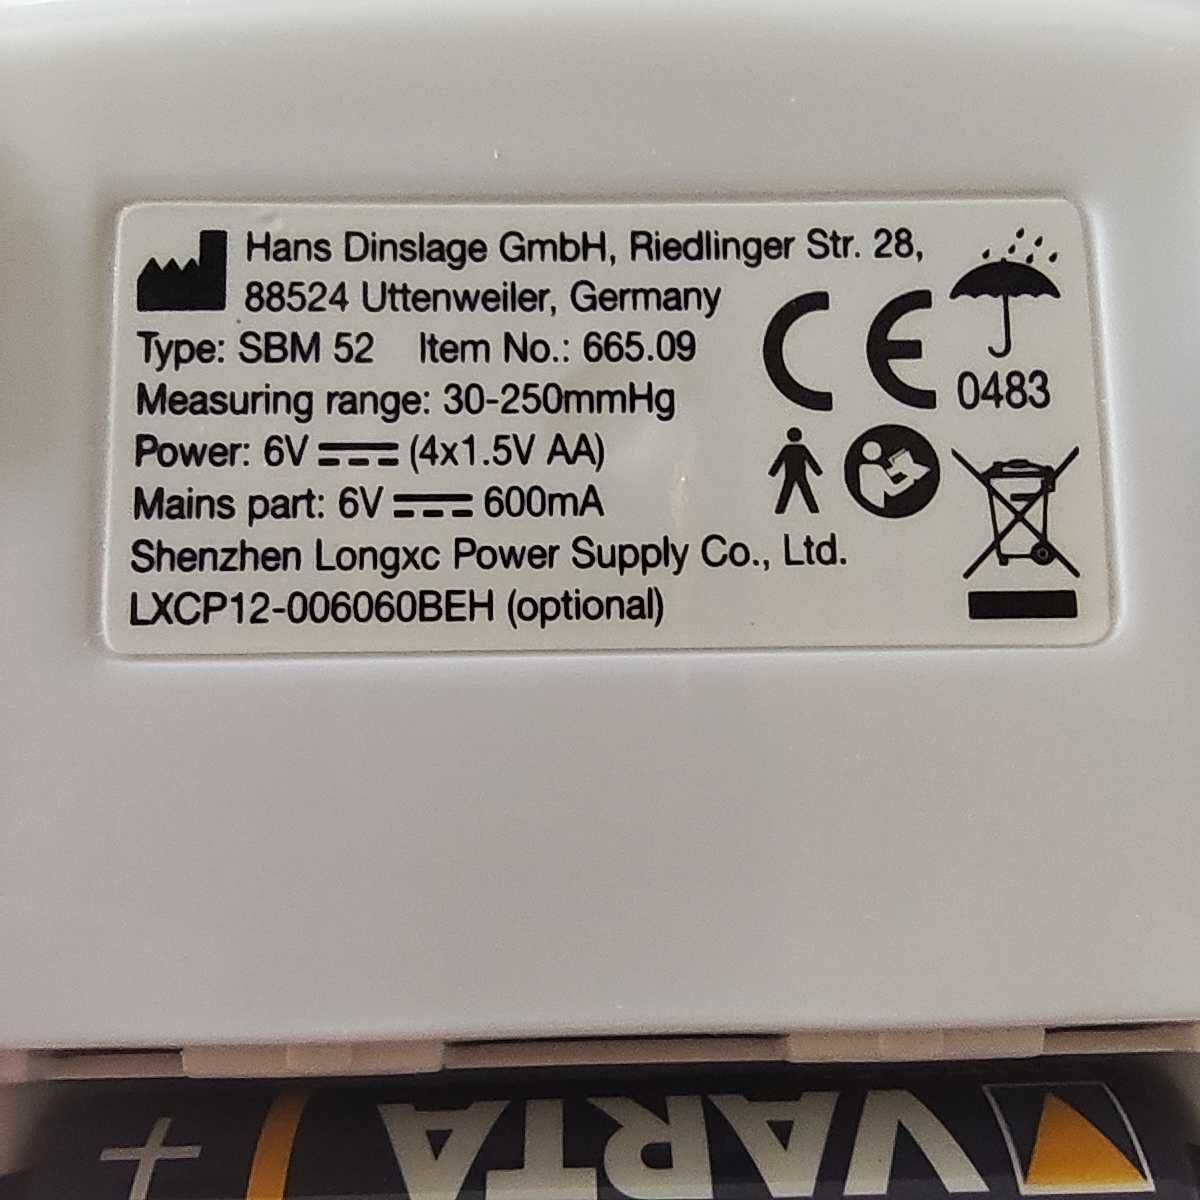 Hans Dinslage GmbH, Riedlinger Str. 28,
88524 Uttenweiler, Germany
Type: SBM 52 Item No.: 665.09
Measuring range: 30-250mmHg
Power: 6V (4x1.5V AA)
Mains part: 6V 600mA
Shenzhen Longxc Power Supply Co., Ltd.
LXCP12-006060BEH (optional)
CE
0483
+ VARTA